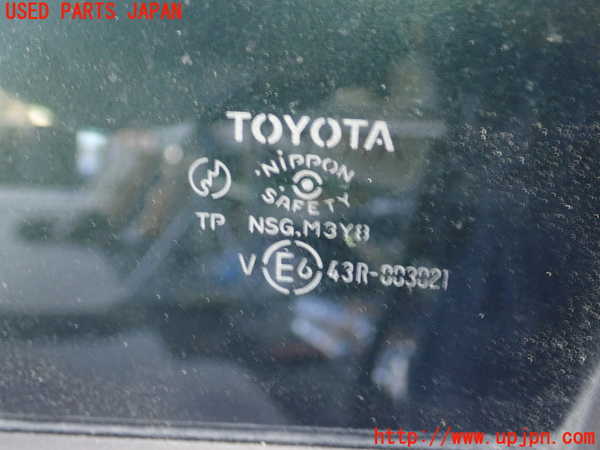 USED PARTS JAPAN
TOYOTA
NiPPON
SAFETY
TP NSG.M3Y8
V E6 43R-003021
http://www.upjpn.com/